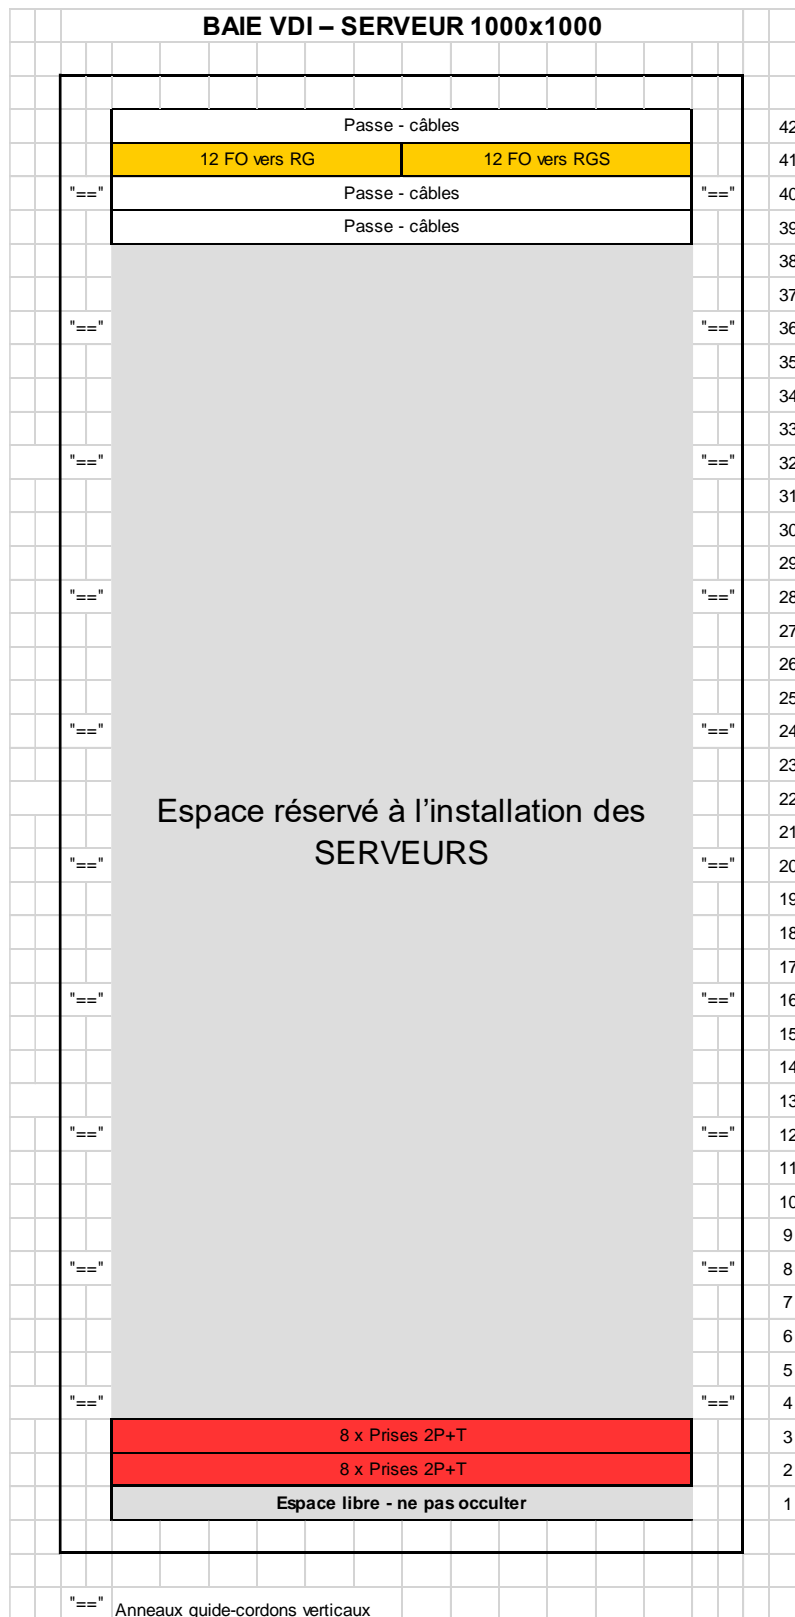 BAIE VDI – SERVEUR 1000x1000
Passe - câbles 42
12 FO vers RG 12 FO vers RGS 41
"==" Passe - câbles "==" 40
Passe - câbles 39
38
37
"==" "==" 36
35
34
33
"==" "==" 32
31
30
29
"==" "==" 28
27
26
25
"==" "==" 24
23
22
Espace réservé à l’installation des
21
SERVEURS
"==" "==" 20
19
18
17
"==" "==" 16
15
14
13
"==" "==" 12
11
10
9
"==" "==" 8
7
6
5
"==" "==" 4
8 x Prises 2P+T 3
8 x Prises 2P+T 2
Espace libre - ne pas occulter 1
"==" Anneaux guide-cordons verticaux